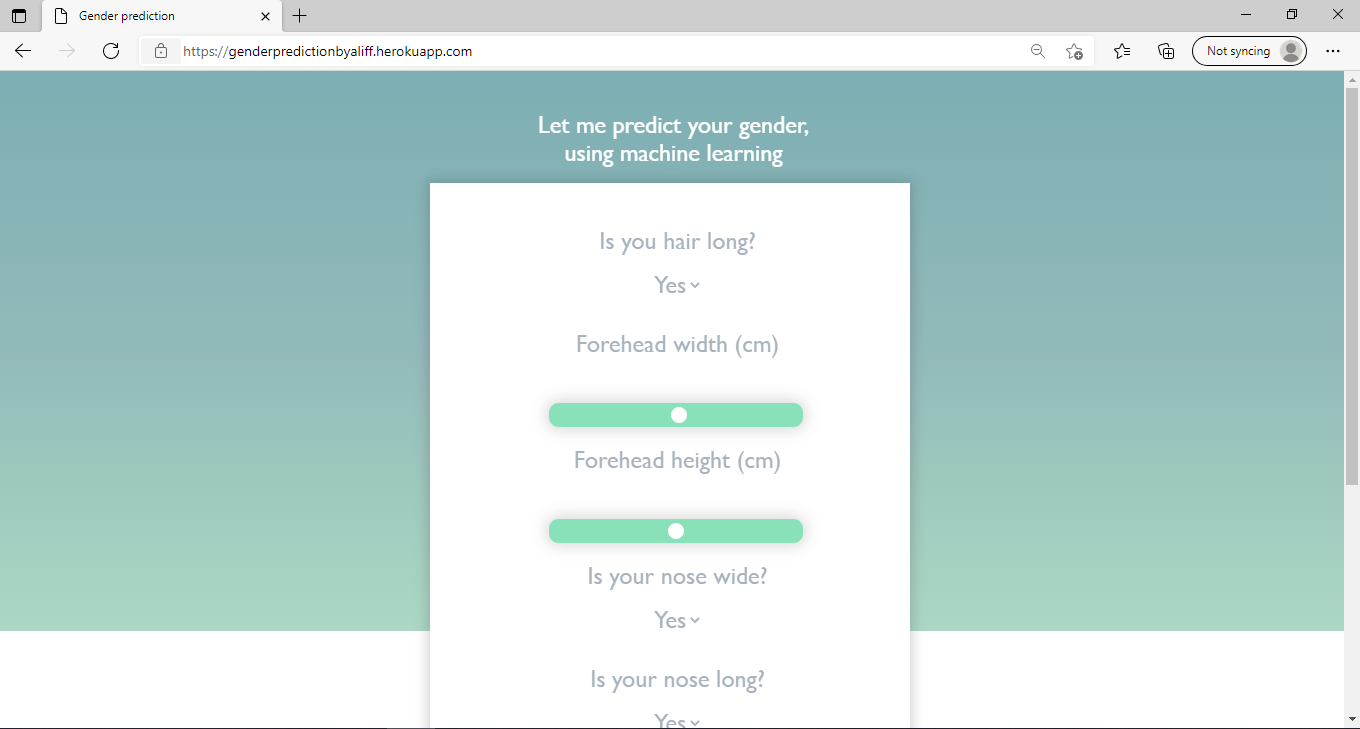 Gender prediction
https://genderpredictionbyaliff.herokuapp.com
Not syncing
Let me predict your gender,
using machine learning
Is you hair long?
Yes
Forehead width (cm)
Forehead height (cm)
Is your nose wide?
Yes
Is your nose long?
Yes